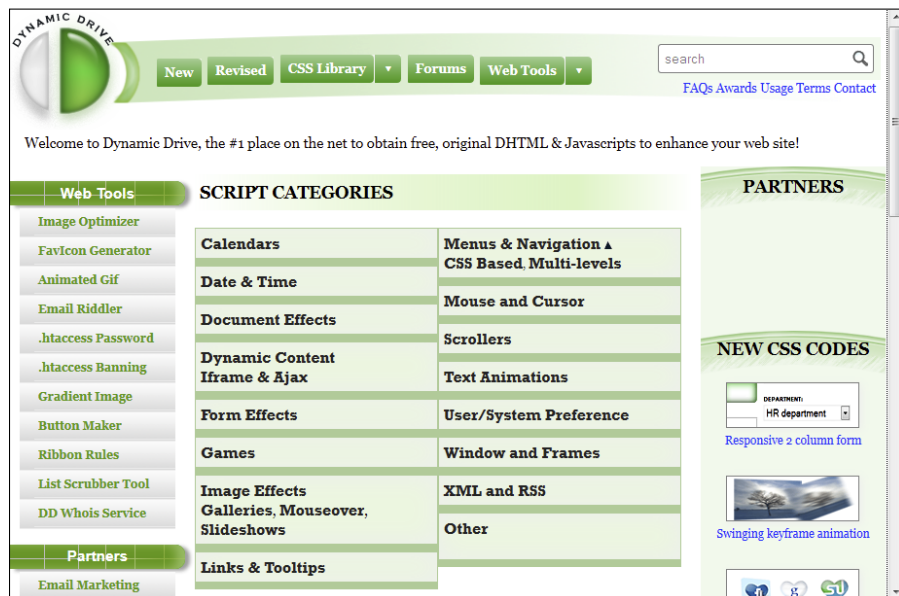 DYNAMIC DRIVE
New
Revised
CSS Library
Forums
Web Tools
search
FAQs Awards Usage Terms Contact
Welcome to Dynamic Drive, the #1 place on the net to obtain free, original DHTML & Javascripts to enhance your web site!
Web Tools
Image Optimizer
FavIcon Generator
Animated Gif
Email Riddler
.htaccess Password
.htaccess Banning
Gradient Image
Button Maker
Ribbon Rules
List Scrubber Tool
DD Whois Service
Partners
Email Marketing
SCRIPT CATEGORIES
Calendars
Date & Time
Document Effects
Dynamic Content
Iframe & Ajax
Form Effects
Games
Image Effects
Galleries, Mouseover,
Slideshows
Links & Tooltips
Menus & Navigation ▴
CSS Based, Multi-levels
Mouse and Cursor
Scrollers
Text Animations
User/System Preference
Window and Frames
XML and RSS
Other
PARTNERS
NEW CSS CODES
DEPARTMENT:
HR department
Responsive 2 column form
Swinging keyframe animation
g